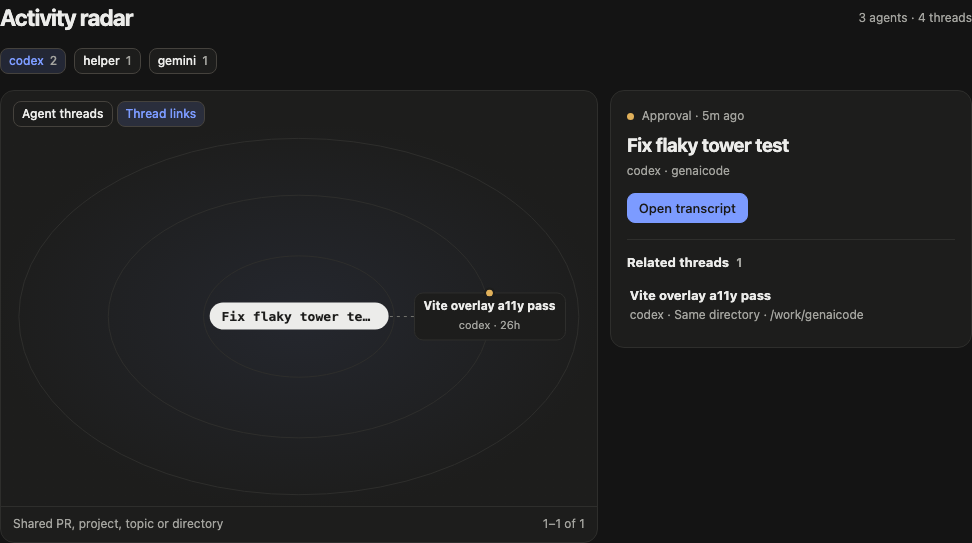 Activity radar
3 agents · 4 threads
codex 2
helper 1
gemini 1
Agent threads
Thread links
Fix flaky tower te…
Vite overlay a11y pass
codex · 26h
Shared PR, project, topic or directory
1–1 of 1
Approval · 5m ago
Fix flaky tower test
codex · genaicode
Open transcript
Related threads 1
Vite overlay a11y pass
codex · Same directory · /work/genaicode